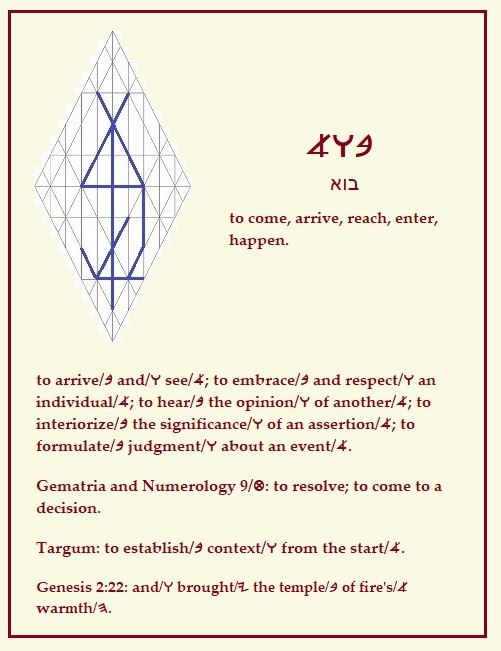 𐤁𐤅𐤀
בוא
to come, arrive, reach, enter,
happen.
to arrive/𐤁 and/𐤅 see/𐤀; to embrace/𐤁 and respect/𐤅 an
individual/𐤀; to hear/𐤁 the opinion/𐤅 of another/𐤀; to
interiorize/𐤁 the significance/𐤅 of an assertion/𐤀; to
formulate/𐤁 judgment/𐤅 about an event/𐤀.
Gematria and Numerology 9/𐤈: to resolve; to come to a
decision.
Targum: to establish/𐤁 context/𐤅 from the start/𐤀.
Genesis 2:22: and/𐤅 brought/𐤉 the temple/𐤁 of fire's/𐤀
warmth/𐤄.